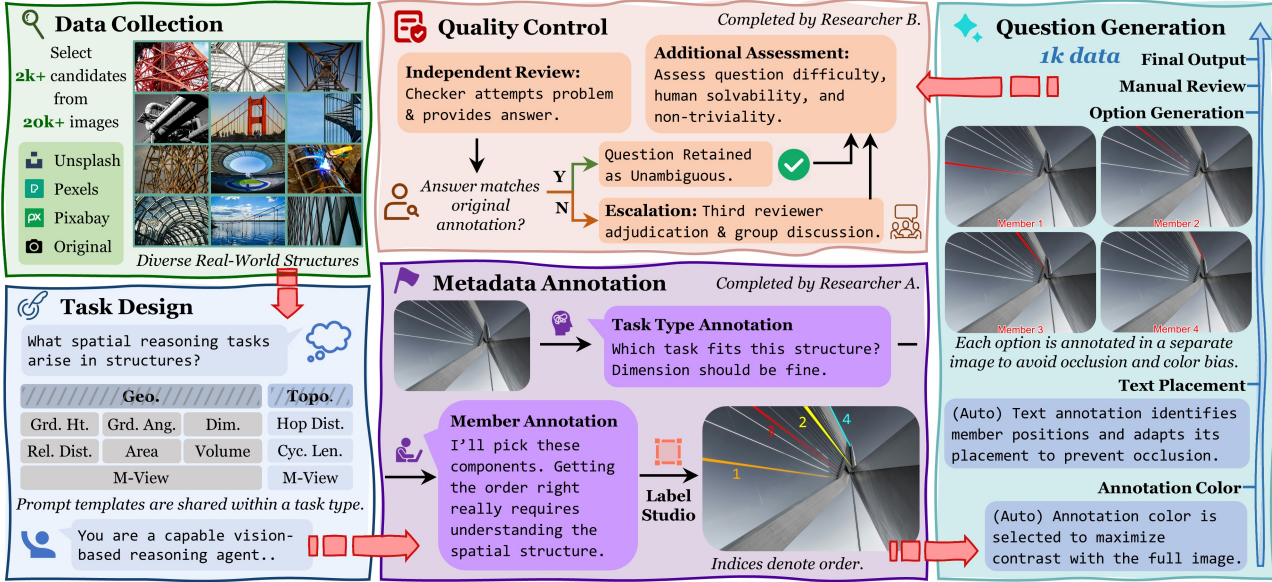 Data Collection
Select
2k+ candidates
from
20k+ images
Unsplash
Pexels
Pixabay
Original
Diverse Real-World Structures
Task Design
What spatial reasoning tasks
arise in structures?
Geo.
Topo.
Grd. Ht.
Grd. Ang.
Dim.
Hop Dist.
Rel. Dist.
Area
Volume
Cyc. Len.
M-View
M-View
Prompt templates are shared within a task type.
You are a capable vision-
based reasoning agent..
Quality Control
Completed by Researcher B.
Independent Review:
Checker attempts problem
& provides answer.
Additional Assessment:
Assess question difficulty,
human solvability, and
non-triviality.
Answer matches
original
annotation?
Y
N
Question Retained
as Unambiguous.
Escalation: Third reviewer
adjudication & group discussion.
Metadata Annotation
Completed by Researcher A.
Task Type Annotation
Which task fits this structure?
Dimension should be fine.
Member Annotation
I'll pick these
components. Getting
the order right
really requires
understanding the
spatial structure.
Label
Studio
1
2
4
Indices denote order.
Question Generation
1k data
Final Output
Manual Review
Option Generation
Member 1
Member 2
Member 3
Member 4
Each option is annotated in a separate
image to avoid occlusion and color bias.
Text Placement
(Auto) Text annotation identifies
member positions and adapts its
placement to prevent occlusion.
Annotation Color
(Auto) Annotation color is
selected to maximize
contrast with the full image.